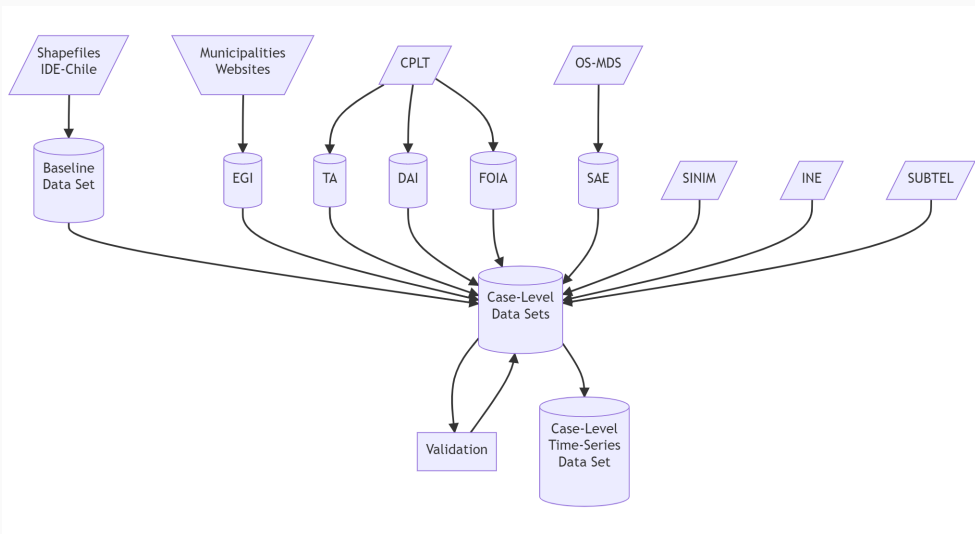 Shapefiles
IDE-Chile
Municipalities
Websites
CPLT
OS-MDS
Baseline
Data Set
EGI
TA
DAI
FOIA
SAE
SINIM
INE
SUBTEL
Case-Level
Data Sets
Validation
Case-Level
Time-Series
Data Set